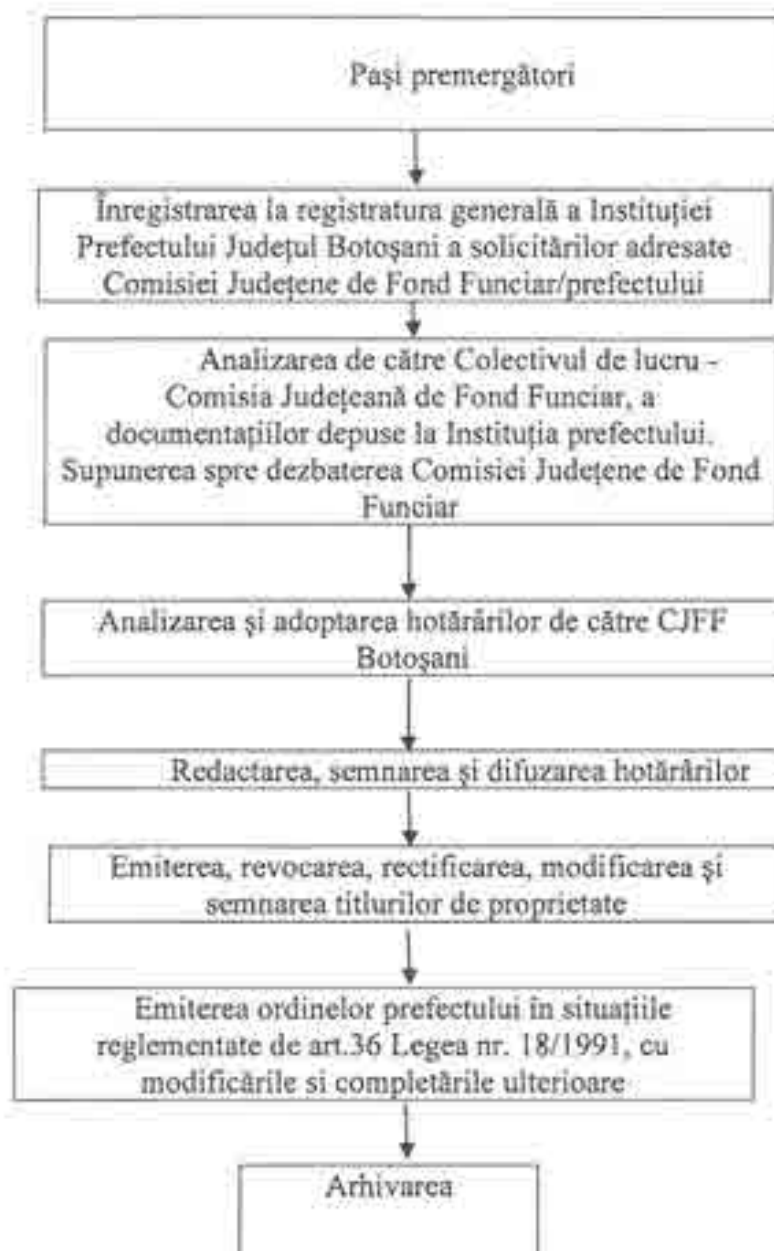 Pași premergători
Înregistrarea la registratura generală a Instituției
Prefectului Județul Botoșani a solicitărilor adresate
Comisiei Județene de Fond Funciar/prefectului
Analizarea de către Colectivul de lucru -
Comisia Județeană de Fond Funciar, a
documentațiilor depuse la Instituția prefectului.
Supunerea spre dezbaterea Comisiei Județene de Fond
Funciar
Analizarea și adoptarea hotărârilor de către CJFF
Botoșani
Redactarea, semnarea și difuzarea hotărârilor
Emiterea, revocarea, rectificarea, modificarea și
semnarea titlurilor de proprietate
Emiterea ordinelor prefectului în situațiile
reglementate de art.36 Legea nr. 18/1991, cu
modificările si completările ulterioare
Arhivarea